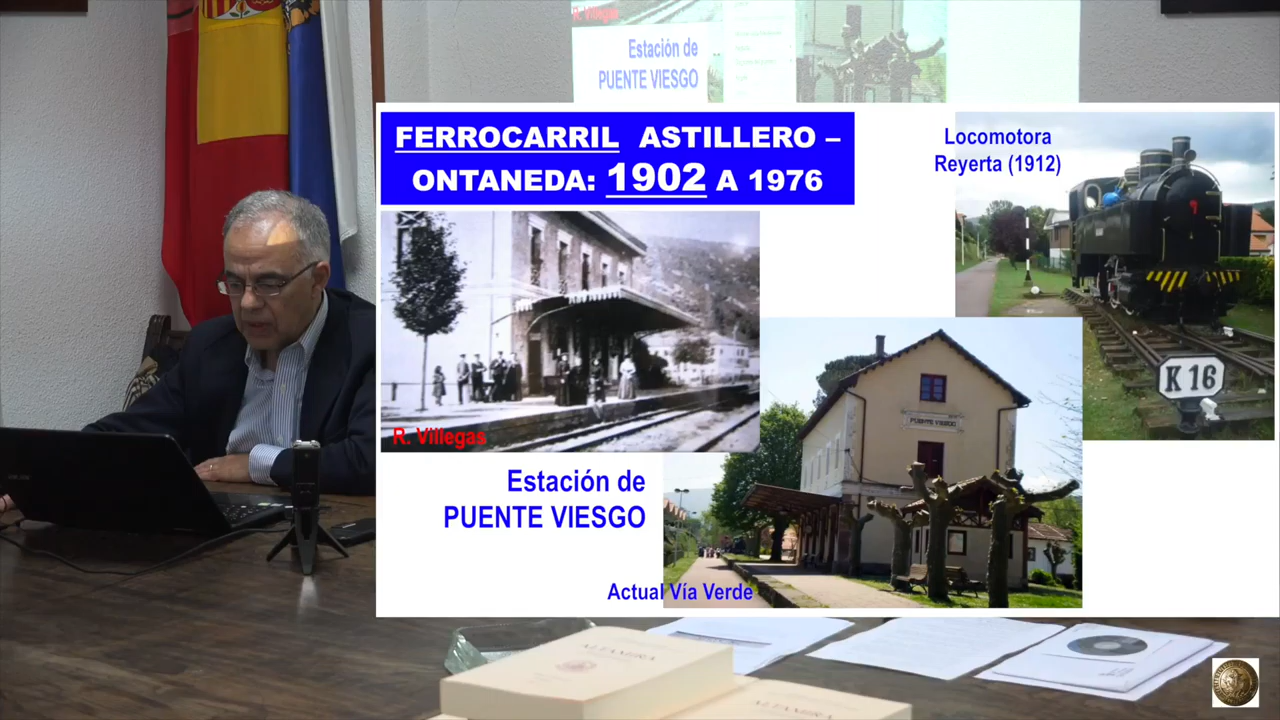 R. Villegas
Estación de
PUENTE VIESGO
FERROCARRIL ASTILLERO –
ONTANEDA: 1902 A 1976
Locomotora
Reyerta (1912)
R. Villegas
PUENTE VIESGO
K 16
Estación de
PUENTE VIESGO
Actual Vía Verde
ALTAMIRA
ALTAMIRA